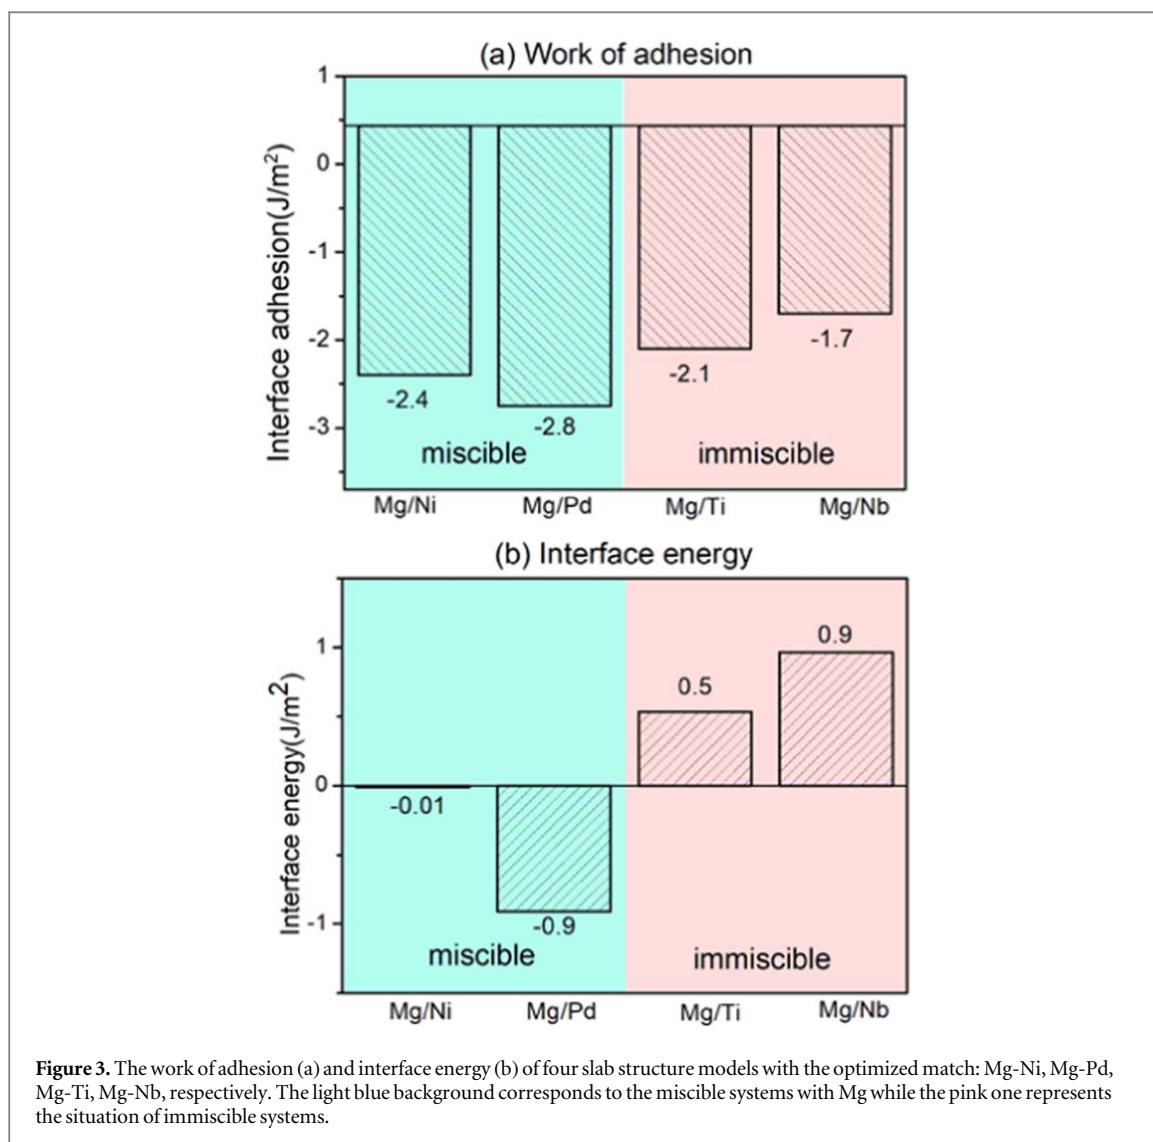 (a) Work of adhesion
Interface adhesion(J/m²)
1
0
-1
-2
-3
-2.4
-2.8
-2.1
-1.7
miscible
immiscible
Mg/Ni
Mg/Pd
Mg/Ti
Mg/Nb
(b) Interface energy
Interface energy(J/m²)
1
0
-1
-0.01
-0.9
0.5
0.9
miscible
immiscible
Mg/Ni
Mg/Pd
Mg/Ti
Mg/Nb
Figure 3. The work of adhesion (a) and interface energy (b) of four slab structure models with the optimized match: Mg-Ni, Mg-Pd,
Mg-Ti, Mg-Nb, respectively. The light blue background corresponds to the miscible systems with Mg while the pink one represents
the situation of immiscible systems.